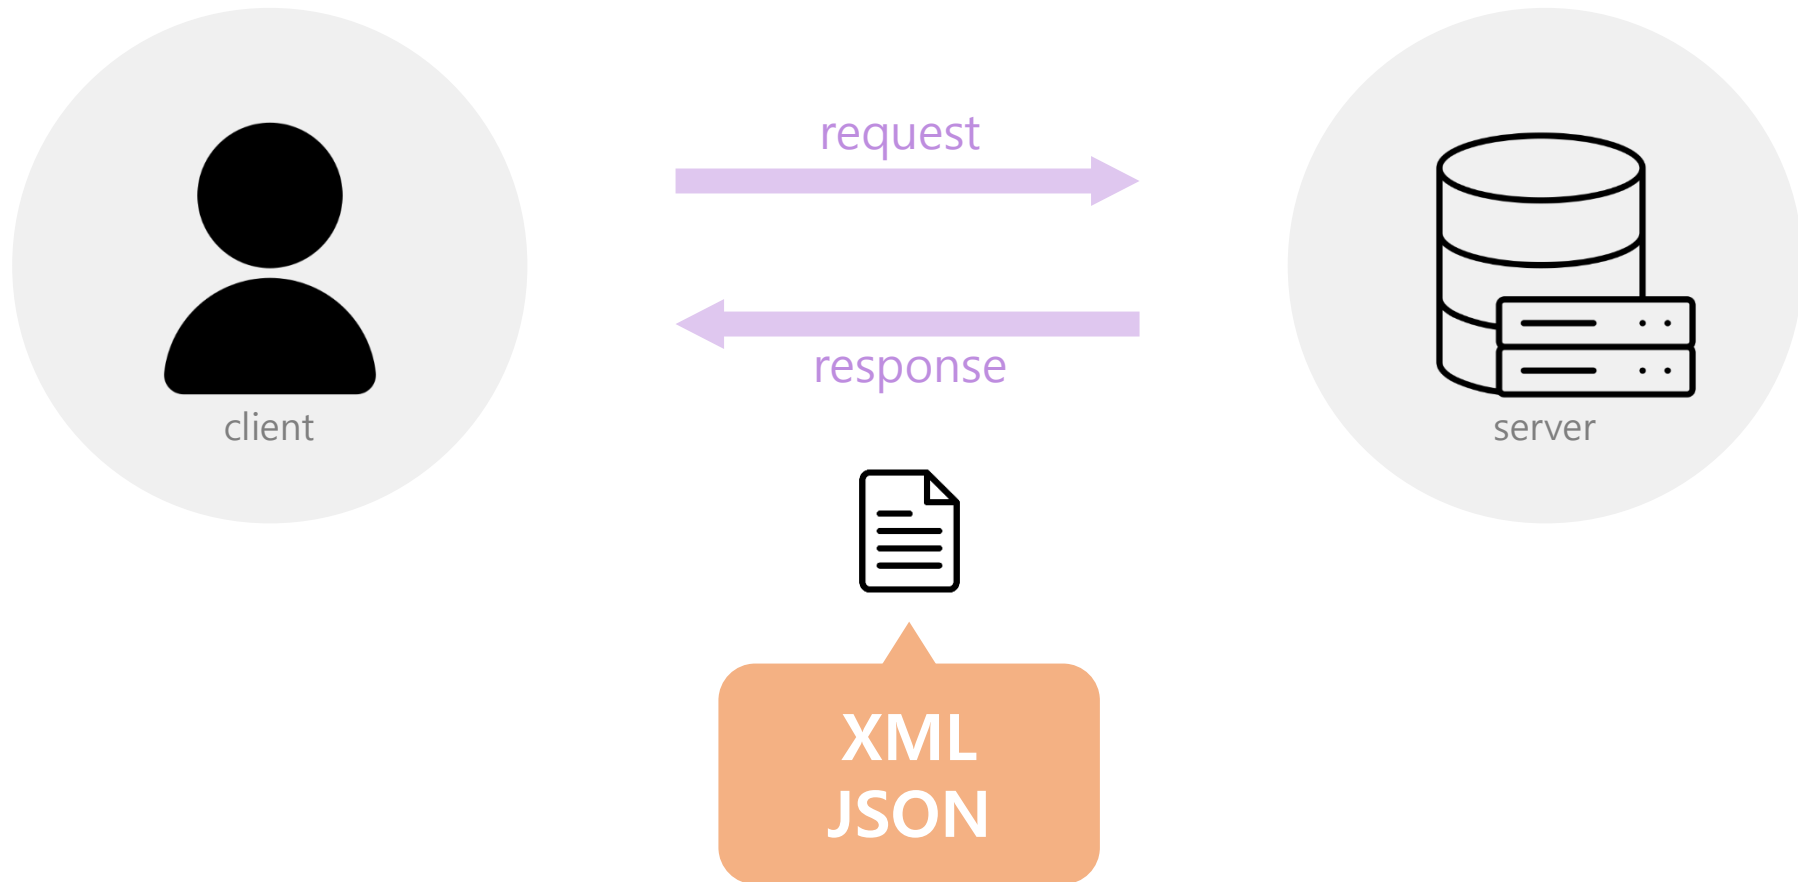 request
response
client
server
XML
JSON